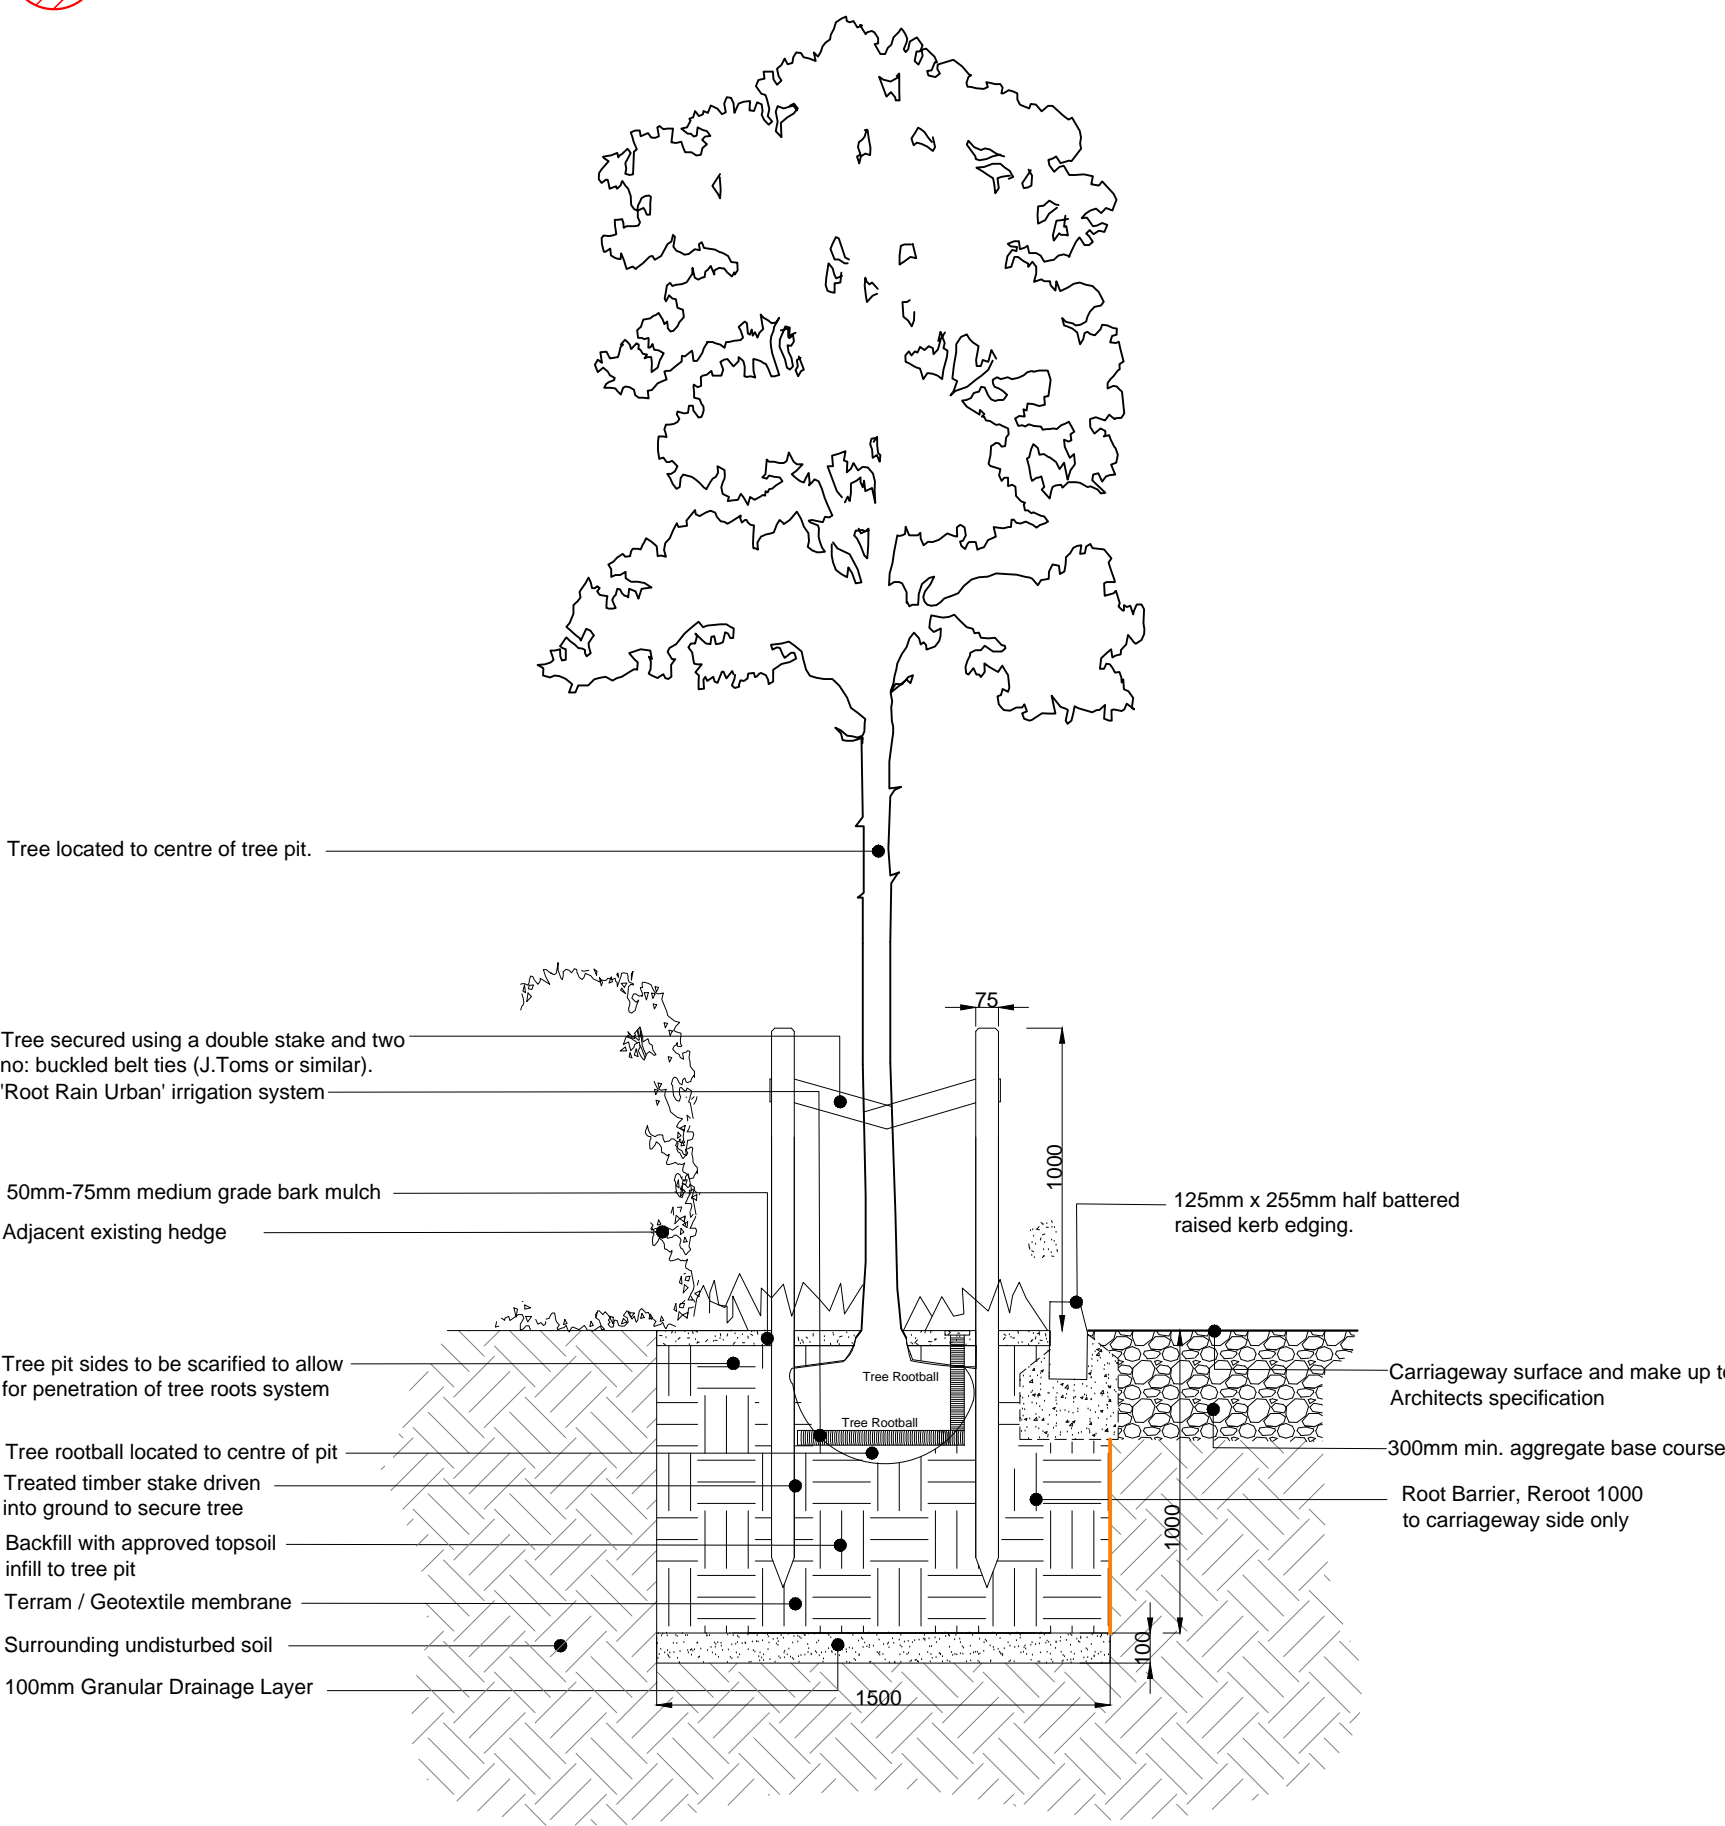 Tree located to centre of tree pit.
75
Tree secured using a double stake and two
no: buckled belt ties (J.Toms or similar).
'Root Rain Urban' irrigation system
1000
50mm-75mm medium grade bark mulch
Adjacent existing hedge
125mm x 255mm half battered
raised kerb edging.
Tree pit sides to be scarified to allow
for penetration of tree roots system
Tree Rootball
Tree Rootball
Carriageway surface and make up to
Architects specification
300mm min. aggregate base course
Tree rootball located to centre of pit
Treated timber stake driven
into ground to secure tree
Root Barrier, Reroot 1000
to carriageway side only
1000
Backfill with approved topsoil
infill to tree pit
Terram / Geotextile membrane
Surrounding undisturbed soil
100
100mm Granular Drainage Layer
1500